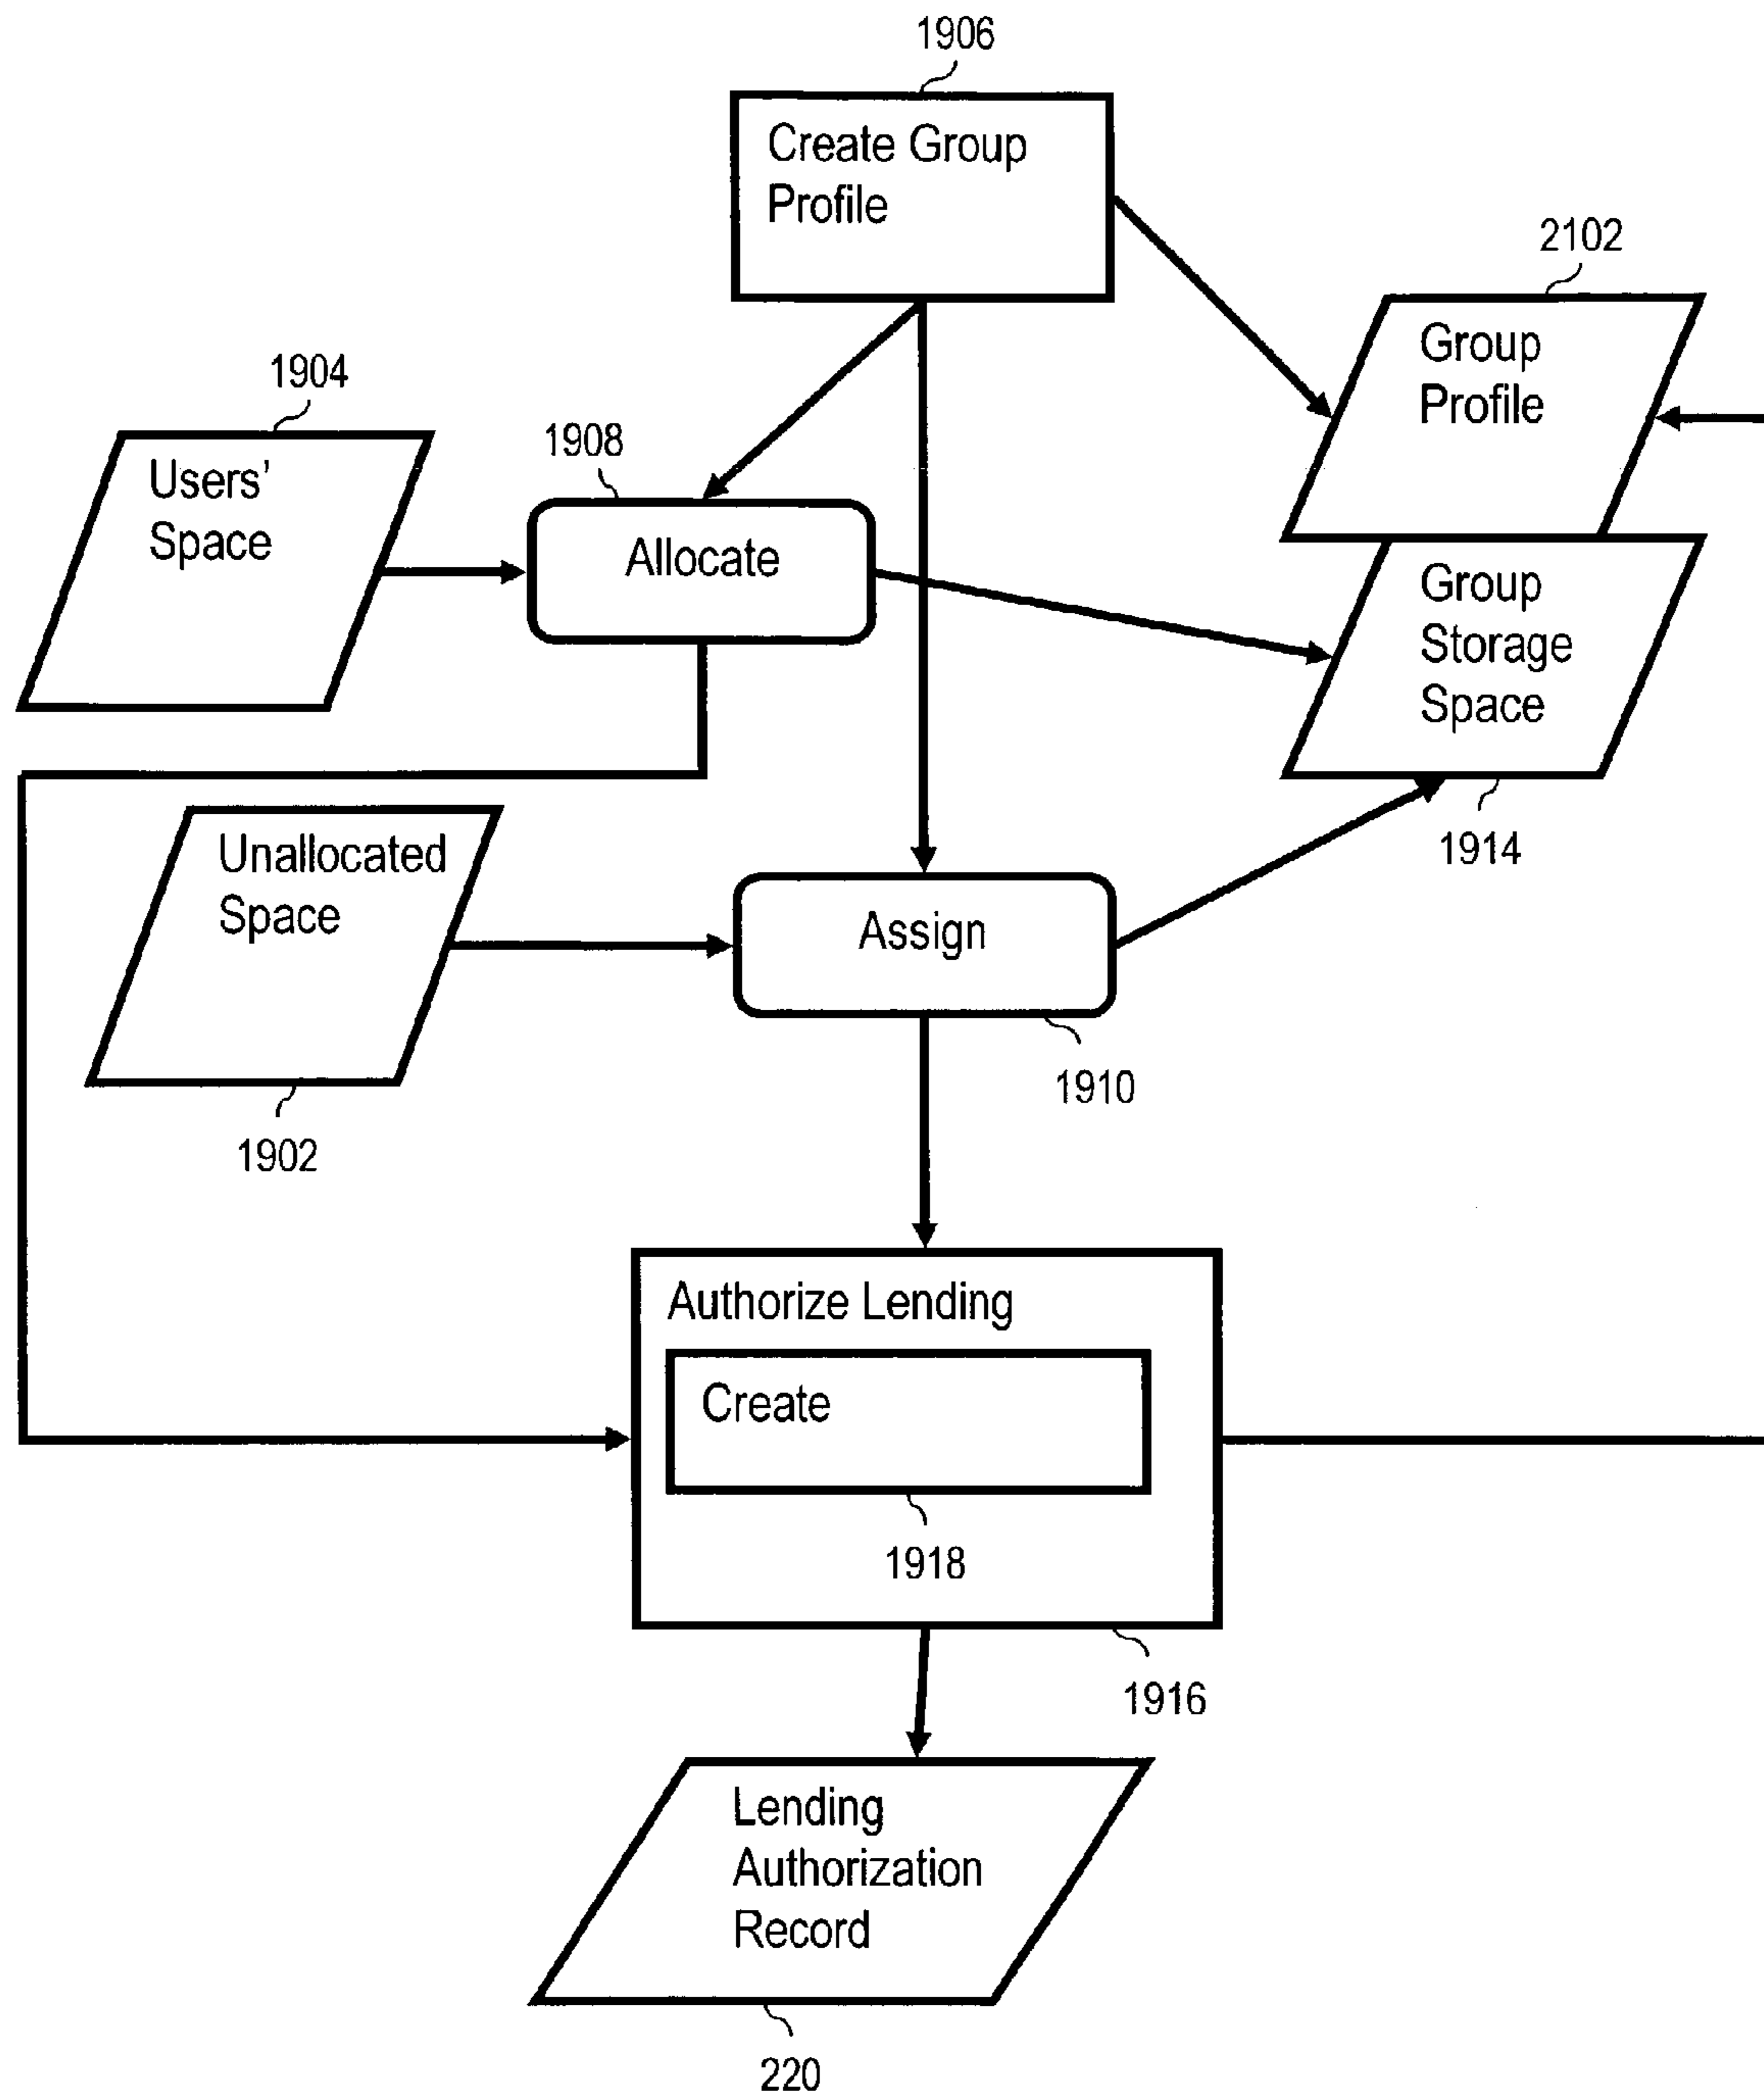 1906
Create Group
Profile
2102
Group
Profile
1904
Users'
Space
1908
Allocate
Group
Storage
Space
1914
Unallocated
Space
1902
Assign
1910
Authorize Lending
Create
1918
1916
Lending
Authorization
Record
220